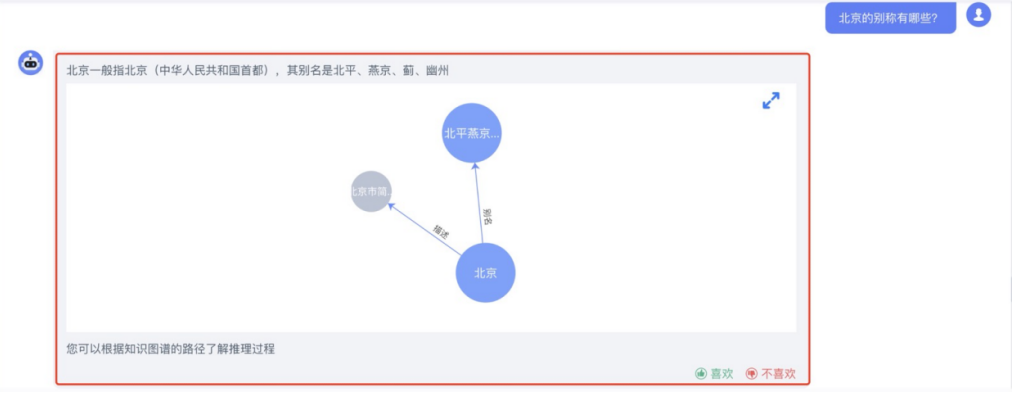 北京的别称有哪些?
北京一般指北京（中华人民共和国首都），其别名是北平、燕京、蓟、幽州
北平燕京...
北京市简...
别名
描述
北京
您可以根据知识图谱的路径了解推理过程
喜欢 不喜欢